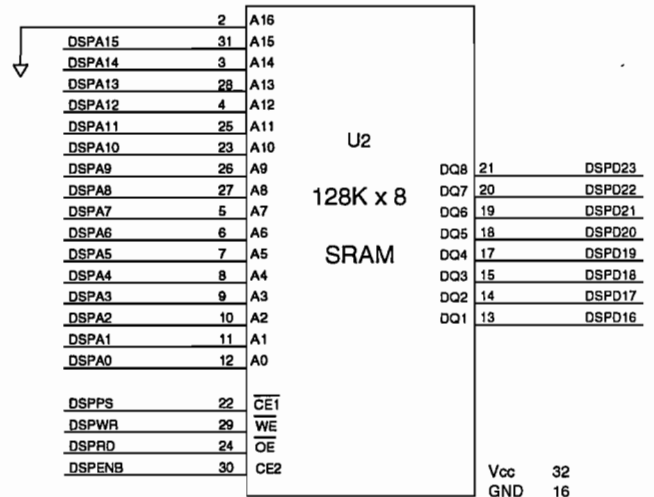 2 A16
DSPA15 31 A15
DSPA14 3 A14
DSPA13 28 A13
DSPA12 4 A12
DSPA11 25 A11
DSPA10 23 A10
DSPA9 26 A9
DSPA8 27 A8
DSPA7 5 A7
DSPA6 6 A6
DSPA5 7 A5
DSPA4 8 A4
DSPA3 9 A3
DSPA2 10 A2
DSPA1 11 A1
DSPA0 12 A0
DSPPS 22 CE1
DSPWR 29 WE
DSPRD 24 OE
DSPENB 30 CE2
U2
128K x 8
SRAM
DQ8 21 DSPD23
DQ7 20 DSPD22
DQ6 19 DSPD21
DQ5 18 DSPD20
DQ4 17 DSPD19
DQ3 15 DSPD18
DQ2 14 DSPD17
DQ1 13 DSPD16
Vcc 32
GND 16